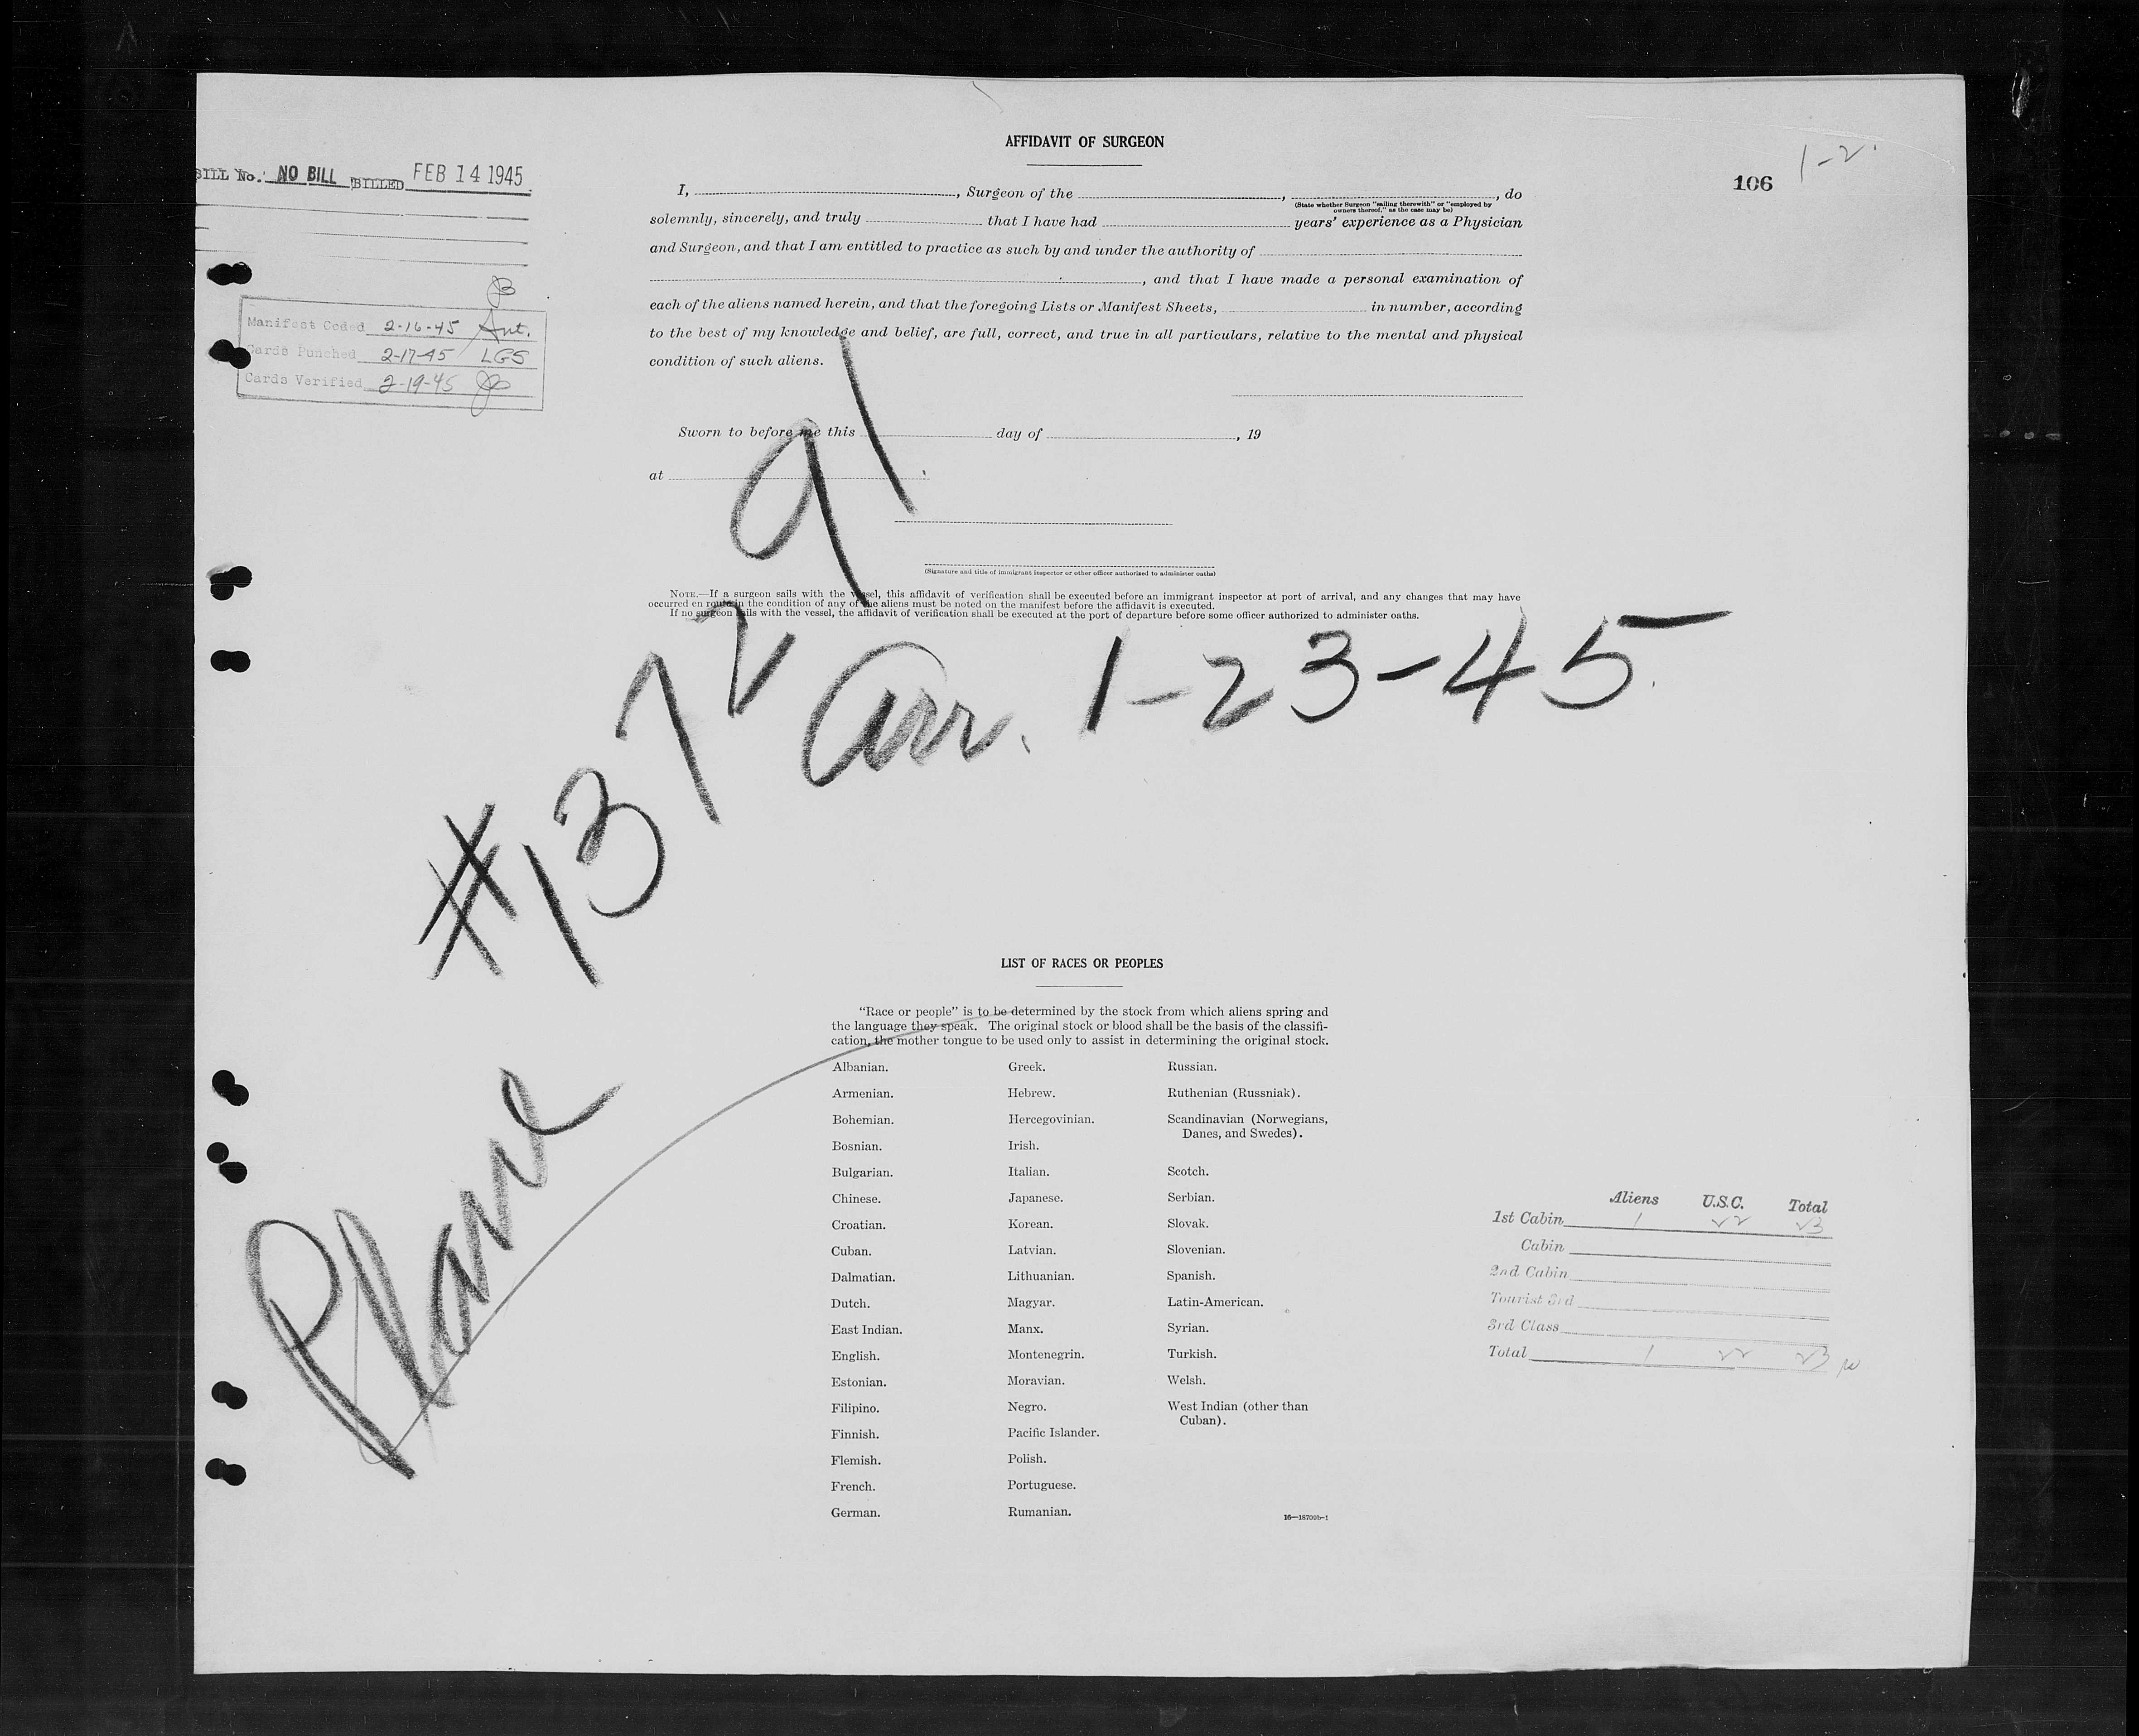 AFFIDAVIT OF SURGEON
1-2.
106
BILL No. NO BILL BILLED FEB 14 1945
I, , Surgeon of the , , do
(State whether Surgeon "sailing therewith" or "employed by
owners thereof," as the case may be)
solemnly, sincerely, and truly that I have had years' experience as a Physician
and Surgeon, and that I am entitled to practice as such by and under the authority of
, and that I have made a personal examination of
each of the aliens named herein, and that the foregoing Lists or Manifest Sheets, in number, according
to the best of my knowledge and belief, are full, correct, and true in all particulars, relative to the mental and physical
condition of such aliens.
Manifest Coded 2-16-45 Ant.
Cards Punched 2-17-45 LGS
Cards Verified 2-19-45
Sworn to before me this day of , 19
at
(Signature and title of immigrant inspector or other officer authorized to administer oaths)
NOTE.—If a surgeon sails with the vessel, this affidavit of verification shall be executed before an immigrant inspector at port of arrival, and any changes that may have
occurred en route in the condition of any of the aliens must be noted on the manifest before the affidavit is executed.
If no surgeon sails with the vessel, the affidavit of verification shall be executed at the port of departure before some officer authorized to administer oaths.
Plane #1372 91
Arr. 1-23-45
LIST OF RACES OR PEOPLES
"Race or people" is to be determined by the stock from which aliens spring and
the language they speak. The original stock or blood shall be the basis of the classifi-
cation, the mother tongue to be used only to assist in determining the original stock.
Albanian.
Armenian.
Bohemian.
Bosnian.
Bulgarian.
Chinese.
Croatian.
Cuban.
Dalmatian.
Dutch.
East Indian.
English.
Estonian.
Filipino.
Finnish.
Flemish.
French.
German.
Greek.
Hebrew.
Hercegovinian.
Irish.
Italian.
Japanese.
Korean.
Latvian.
Lithuanian.
Magyar.
Manx.
Montenegrin.
Moravian.
Negro.
Pacific Islander.
Polish.
Portuguese.
Rumanian.
Russian.
Ruthenian (Russniak).
Scandinavian (Norwegians,
Danes, and Swedes).
Scotch.
Serbian.
Slovak.
Slovenian.
Spanish.
Latin-American.
Syrian.
Turkish.
Welsh.
West Indian (other than
Cuban).
16—18700b-1
Aliens U.S.C. Total
1st Cabin 1 22 23
Cabin
2nd Cabin
Tourist 3rd
3rd Class
Total 1 22 23